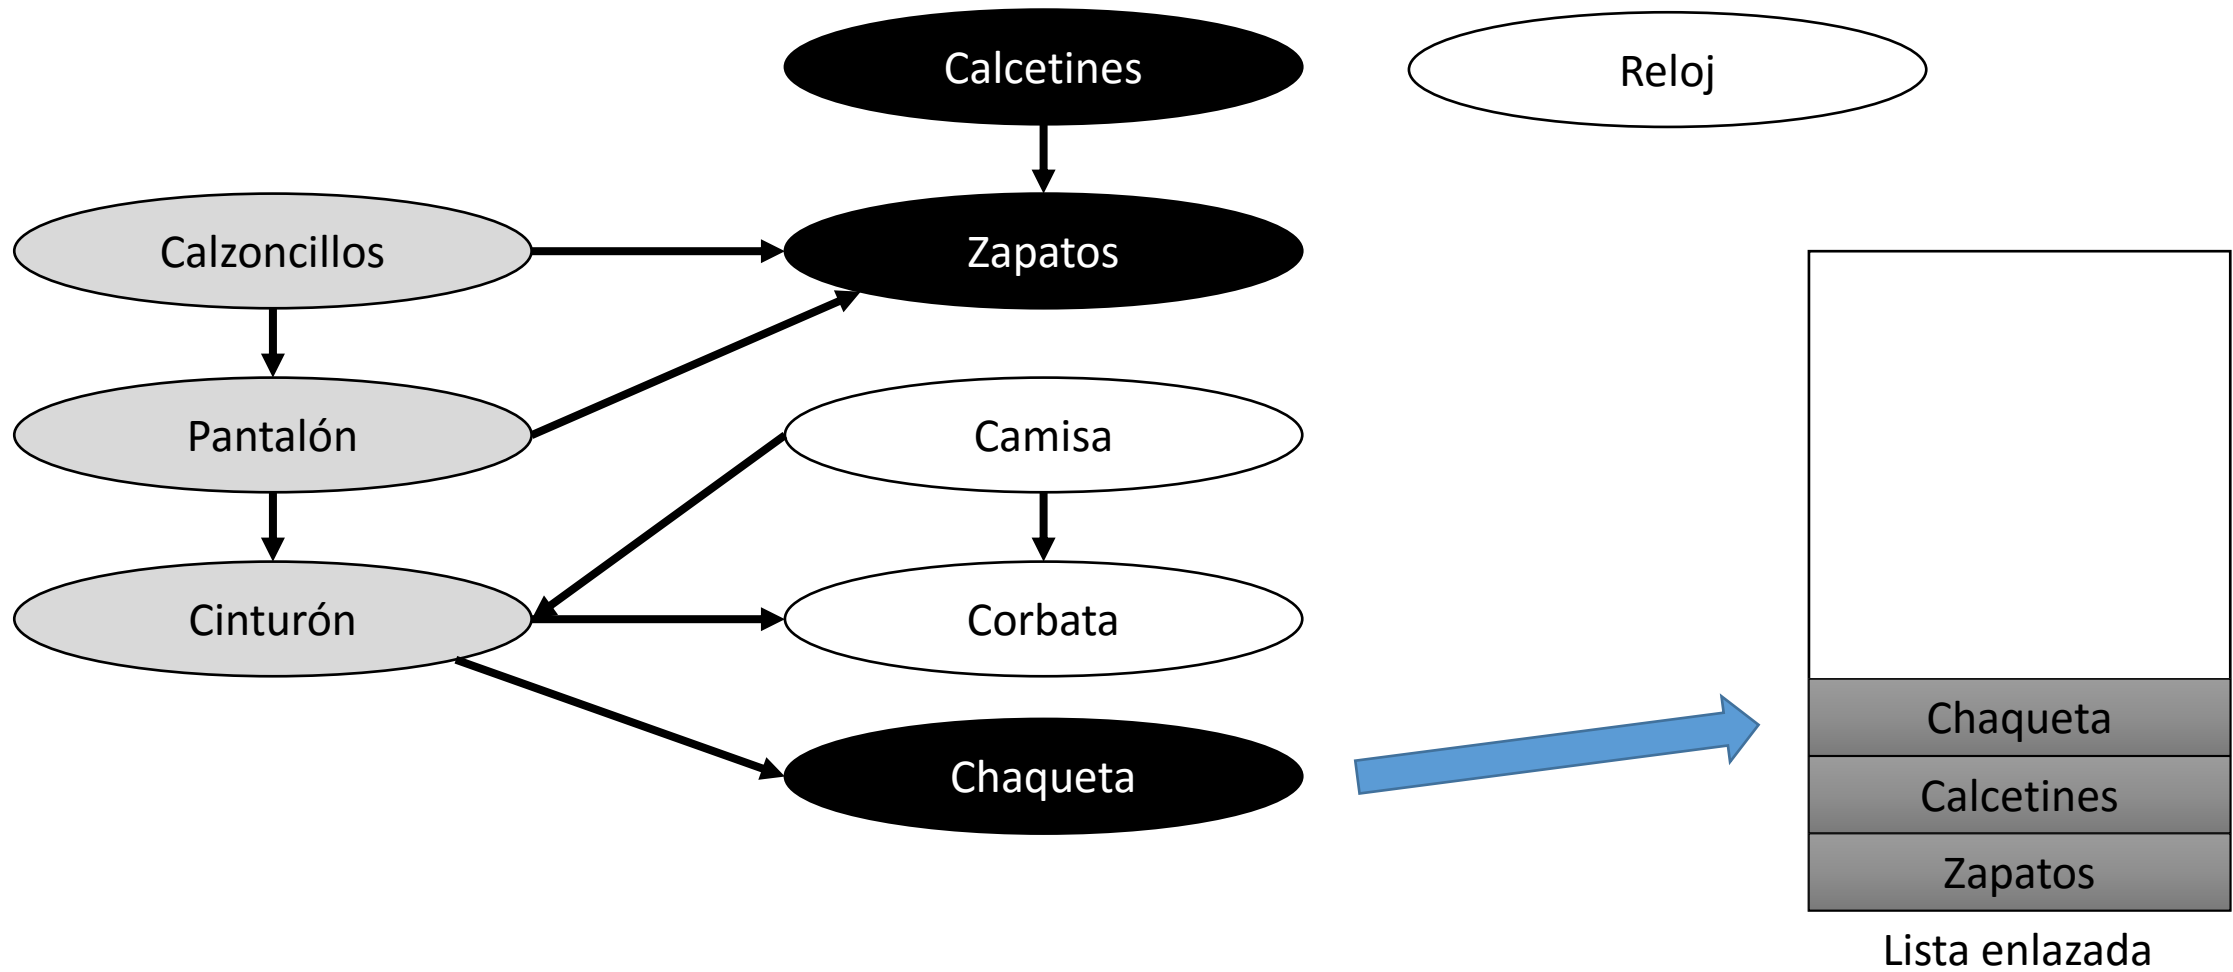 Calcetines
Reloj
Calzoncillos
Zapatos
Pantalón
Camisa
Cinturón
Corbata
Chaqueta
Chaqueta
Calcetines
Zapatos
Lista enlazada